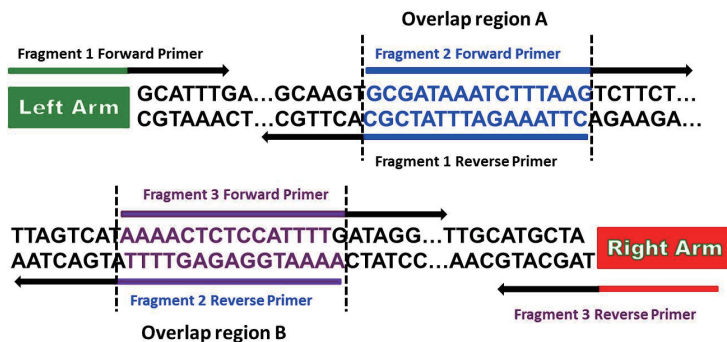 Overlap region A
Fragment 1 Forward Primer
Fragment 2 Forward Primer
Left Arm
GCATTTGA...GCAAGTGCGATAAATCTTTAAGTCTTCT...
CGTAAACT...CGTTCACGCTATTTAGAAATTCAGAAGA...
Fragment 1 Reverse Primer
Fragment 3 Forward Primer
TTAGTCATAAAACTCTCCATTTTGATAGG...TTGCATGCTA
AATCAGTATTTTGAGAGGTAAAACTATCC...AACGTACGAT
Right Arm
Fragment 2 Reverse Primer
Fragment 3 Reverse Primer
Overlap region B